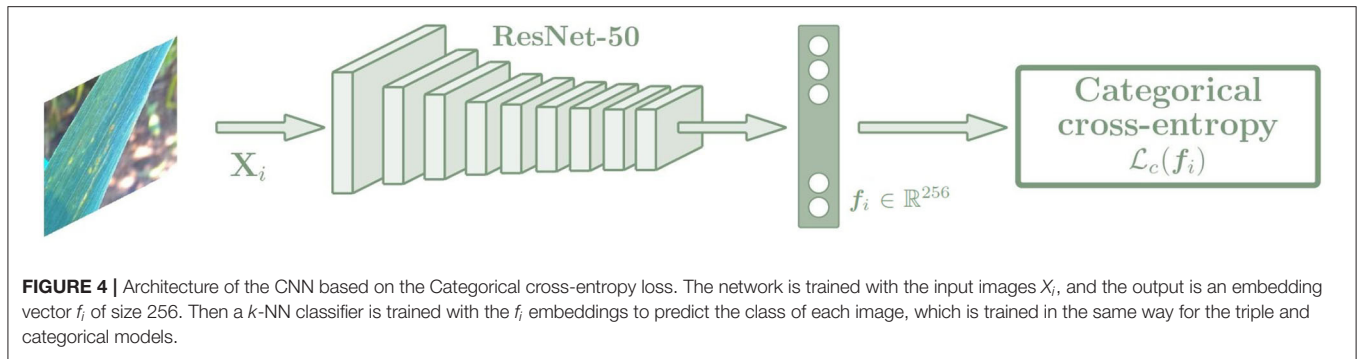 ResNet-50
X𝑖
𝒇𝑖 ∈ ℝ²⁵⁶
Categorical
cross-entropy
ℒ𝑐(𝒇𝑖)
FIGURE 4 | Architecture of the CNN based on the Categorical cross-entropy loss. The network is trained with the input images Xi, and the output is an embedding
vector fi of size 256. Then a k-NN classifier is trained with the fi embeddings to predict the class of each image, which is trained in the same way for the triple and
categorical models.